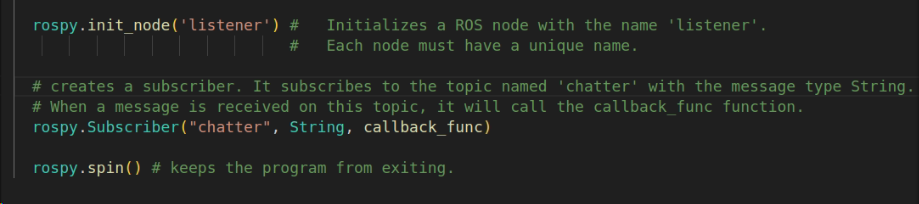 rospy.init_node('listener') #   Initializes a ROS node with the name 'listener'.
#   Each node must have a unique name.
# creates a subscriber. It subscribes to the topic named 'chatter' with the message type String.
# When a message is received on this topic, it will call the callback_func function.
rospy.Subscriber("chatter", String, callback_func)
rospy.spin() # keeps the program from exiting.